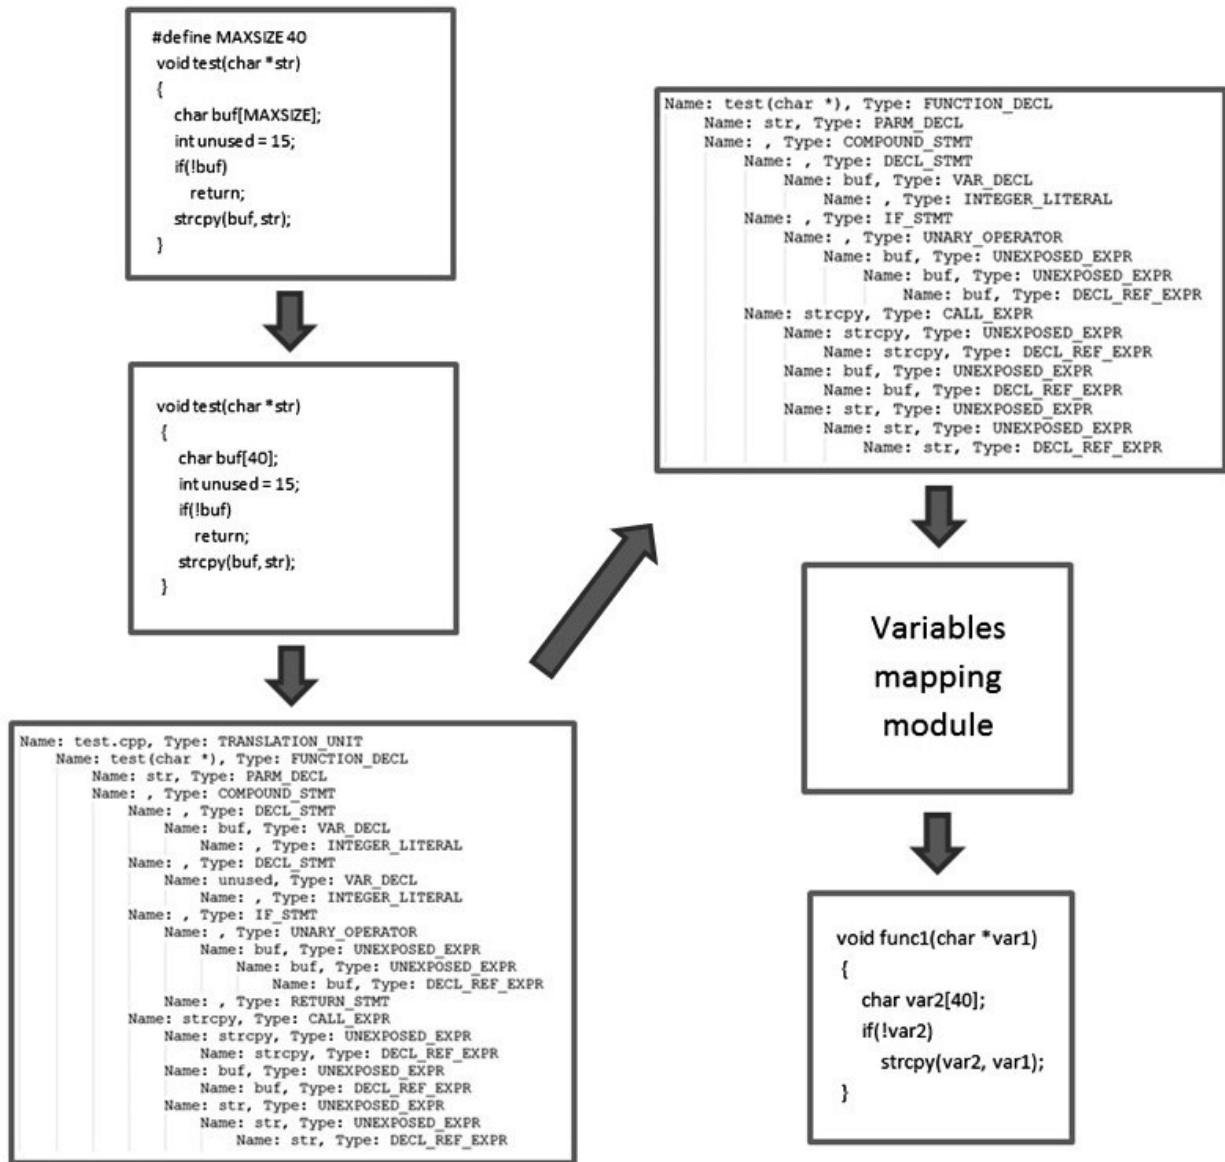 #define MAXSIZE 40
void test(char *str)
{
char buf[MAXSIZE];
int unused = 15;
if(!buf)
return;
strcpy(buf, str);
}
void test(char *str)
{
char buf[40];
int unused = 15;
if(!buf)
return;
strcpy(buf, str);
}
Name: test.cpp, Type: TRANSLATION_UNIT
Name: test(char *), Type: FUNCTION_DECL
Name: str, Type: PARM_DECL
Name: , Type: COMPOUND_STMT
Name: , Type: DECL_STMT
Name: buf, Type: VAR_DECL
Name: , Type: INTEGER_LITERAL
Name: , Type: DECL_STMT
Name: unused, Type: VAR_DECL
Name: , Type: INTEGER_LITERAL
Name: , Type: IF_STMT
Name: , Type: UNARY_OPERATOR
Name: buf, Type: UNEXPOSED_EXPR
Name: buf, Type: UNEXPOSED_EXPR
Name: buf, Type: DECL_REF_EXPR
Name: , Type: RETURN_STMT
Name: strcpy, Type: CALL_EXPR
Name: strcpy, Type: UNEXPOSED_EXPR
Name: strcpy, Type: DECL_REF_EXPR
Name: buf, Type: UNEXPOSED_EXPR
Name: buf, Type: DECL_REF_EXPR
Name: str, Type: UNEXPOSED_EXPR
Name: str, Type: UNEXPOSED_EXPR
Name: str, Type: DECL_REF_EXPR
Name: test(char *), Type: FUNCTION_DECL
Name: str, Type: PARM_DECL
Name: , Type: COMPOUND_STMT
Name: , Type: DECL_STMT
Name: buf, Type: VAR_DECL
Name: , Type: INTEGER_LITERAL
Name: , Type: IF_STMT
Name: , Type: UNARY_OPERATOR
Name: buf, Type: UNEXPOSED_EXPR
Name: buf, Type: UNEXPOSED_EXPR
Name: buf, Type: DECL_REF_EXPR
Name: strcpy, Type: CALL_EXPR
Name: strcpy, Type: UNEXPOSED_EXPR
Name: strcpy, Type: DECL_REF_EXPR
Name: buf, Type: UNEXPOSED_EXPR
Name: buf, Type: DECL_REF_EXPR
Name: str, Type: UNEXPOSED_EXPR
Name: str, Type: UNEXPOSED_EXPR
Name: str, Type: DECL_REF_EXPR
Variables
mapping
module
void func1(char *var1)
{
char var2[40];
if(!var2)
strcpy(var2, var1);
}